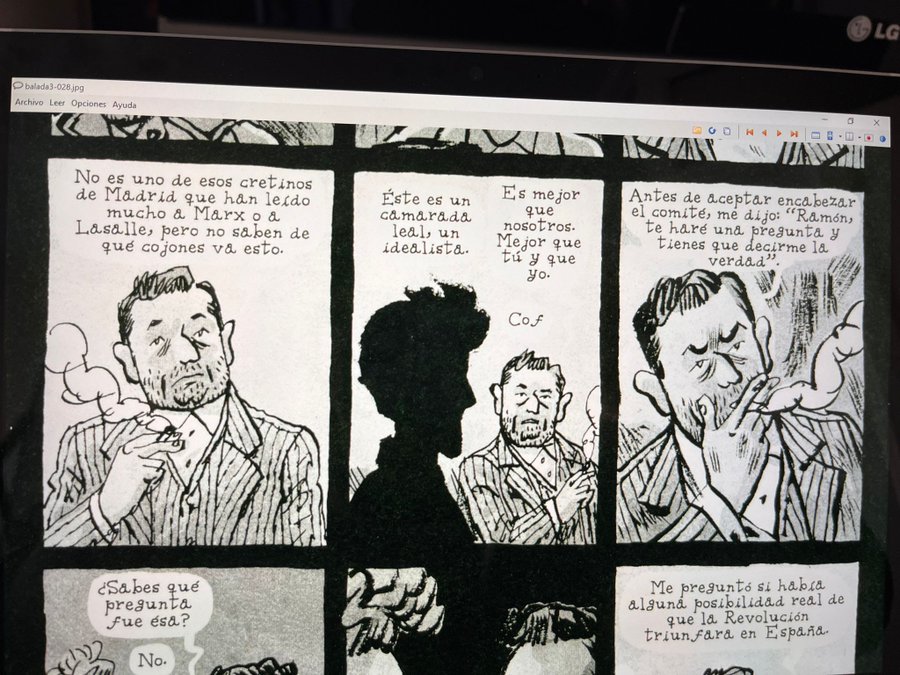 LG
balada3-028.jpg
Archivo Leer Opciones Ayuda
No es uno de esos cretinos
de Madrid que han leído
mucho a Marx o a
Lasalle, pero no saben de
qué cojones va esto.
Éste es un
camarada
leal, un
idealista.
Es mejor
que
nosotros.
Mejor que
tú y que
yo.
Cof
Antes de aceptar encabezar
el comité, me dijo: “Ramón,
te haré una pregunta y
tienes que decirme la
verdad”.
¿Sabes qué
pregunta
fue ésa?
No.
Me preguntó si había
alguna posibilidad real de
que la Revolución
triunfara en España.